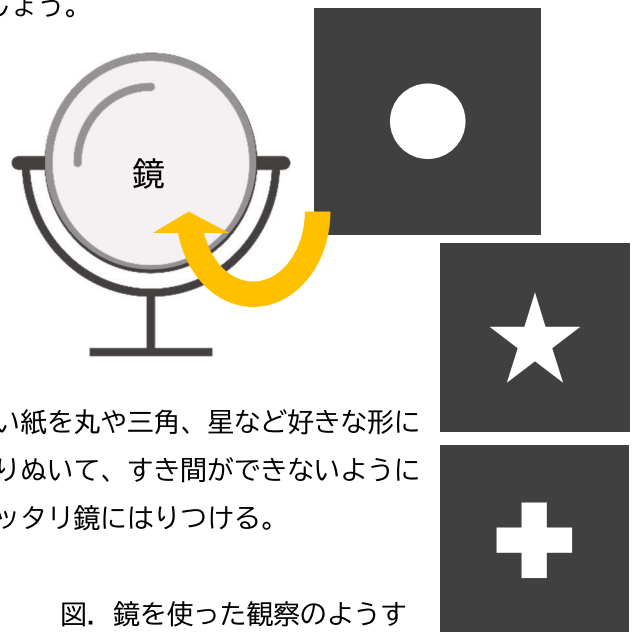 しょう。
鏡
い紙を丸や三角、星など好きな形に
りぬいて、すき間ができないように
ッタリ鏡にはりつける。
図．鏡を使った観察のようす